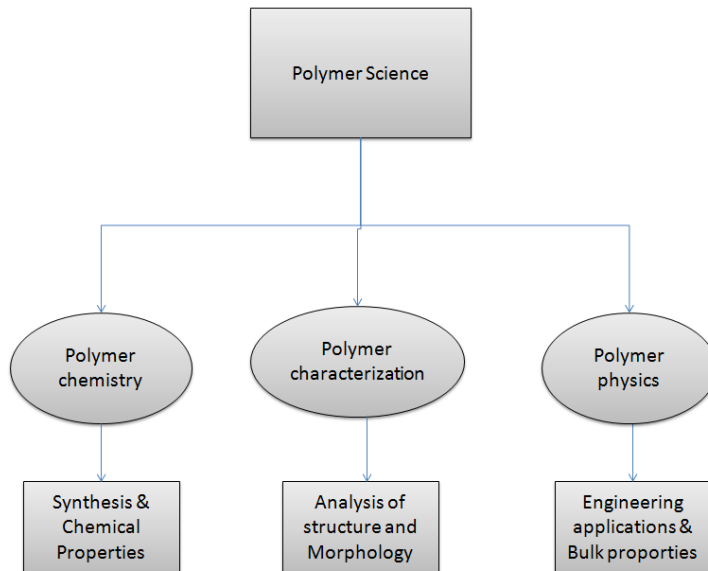 Polymer Science
Polymer
chemistry
Polymer
characterization
Polymer
physics
Synthesis &
Chemical
Properties
Analysis of
structure and
Morphology
Engineering
applications &
Bulk proporties